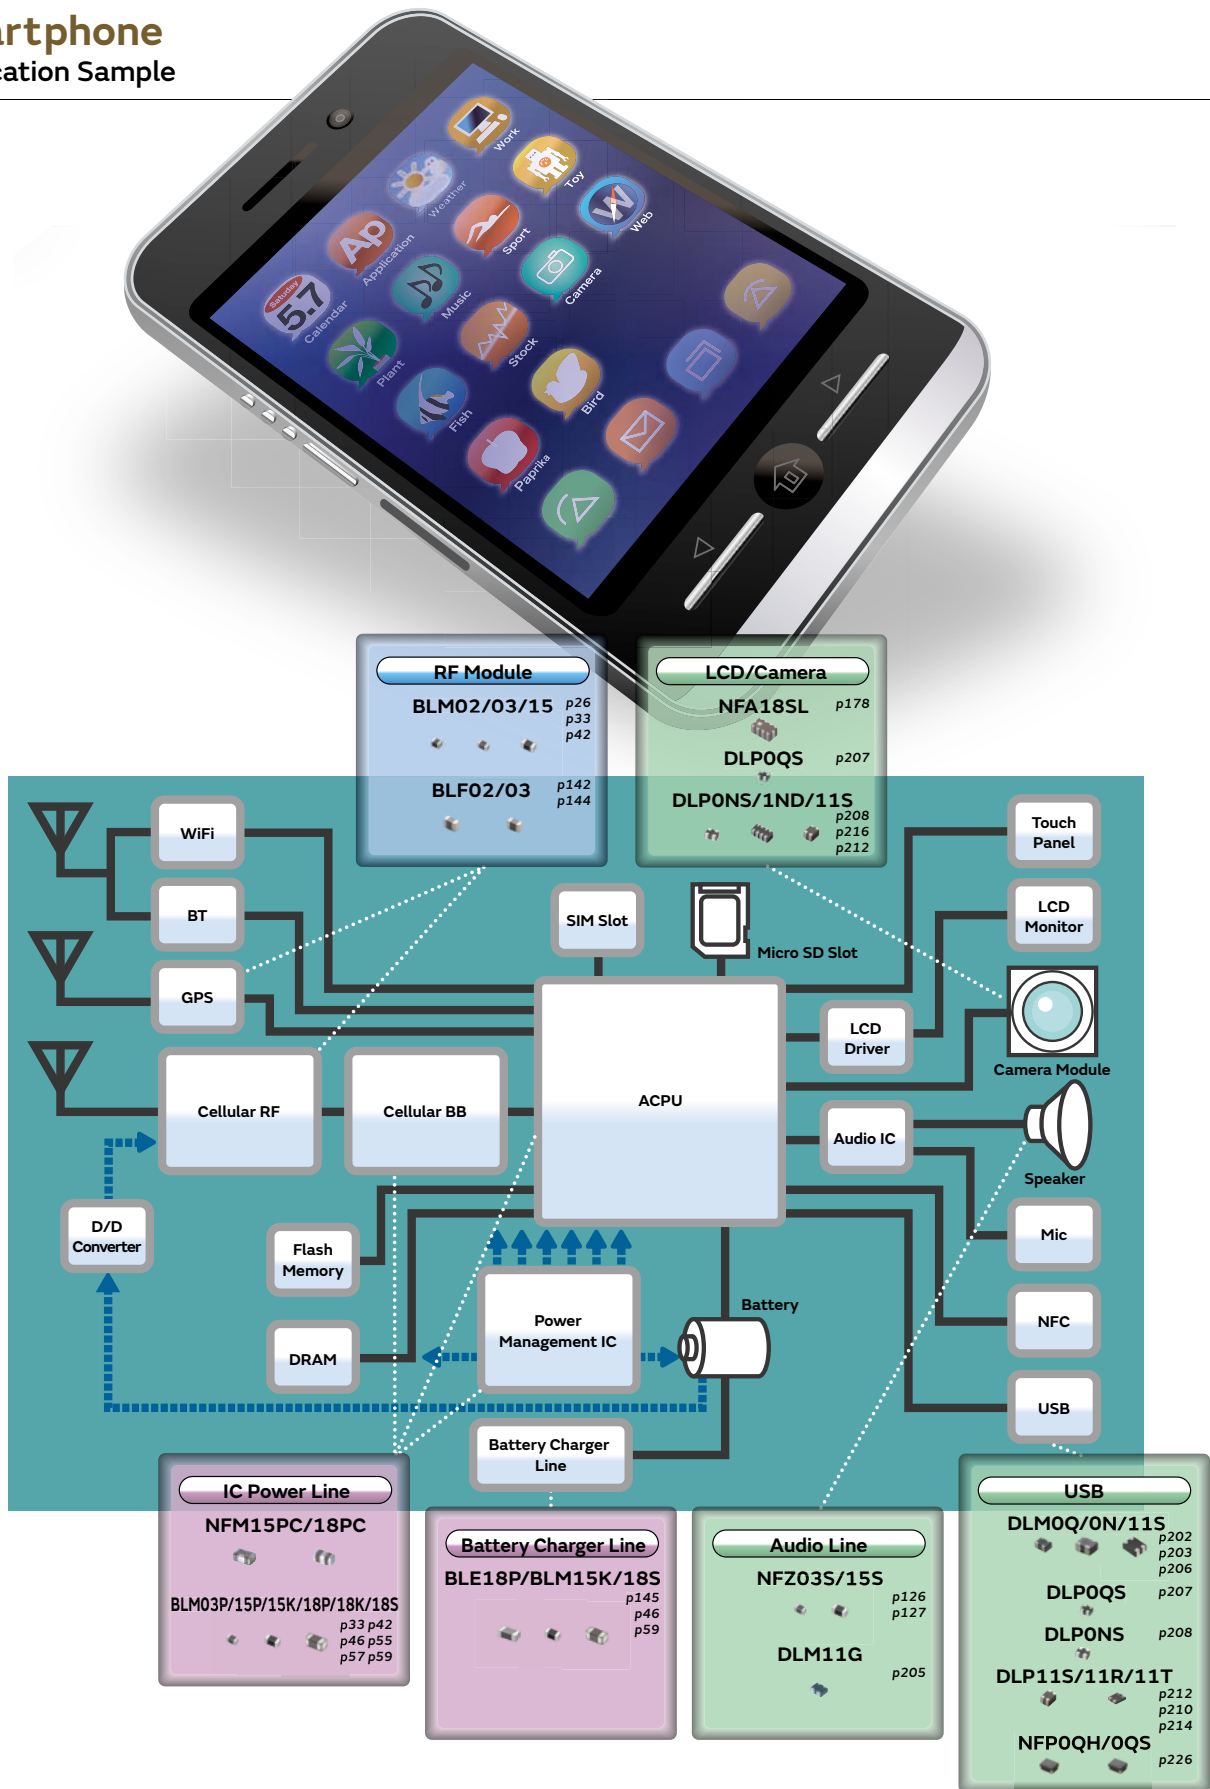 artphone
cation Sample
Work
Toy
Web
Weather
Sport
Camera
Ap
Application
Music
Stock
Bird
Saturday
5.7
Calendar
Plant
Fish
Paprika
RF Module
BLM02/03/15 p26
p33
p42
BLF02/03 p142
p144
LCD/Camera
NFA18SL p178
DLP0QS p207
DLP0NS/1ND/11S
p208
p216
p212
WiFi
BT
GPS
SIM Slot
Micro SD Slot
Touch
Panel
LCD
Monitor
LCD
Driver
Camera Module
Cellular RF
Cellular BB
ACPU
Audio IC
Speaker
D/D
Converter
Flash
Memory
DRAM
Power
Management IC
Battery
Mic
NFC
USB
Battery Charger
Line
IC Power Line
NFM15PC/18PC
BLM03P/15P/15K/18P/18K/18S
p33 p42
p46 p55
p57 p59
Battery Charger Line
BLE18P/BLM15K/18S
p145
p46
p59
Audio Line
NFZ03S/15S
p126
p127
DLM11G
p205
USB
DLM0Q/0N/11S
p202
p203
p206
DLP0QS p207
DLP0NS p208
DLP11S/11R/11T
p212
p210
p214
NFP0QH/0QS
p226